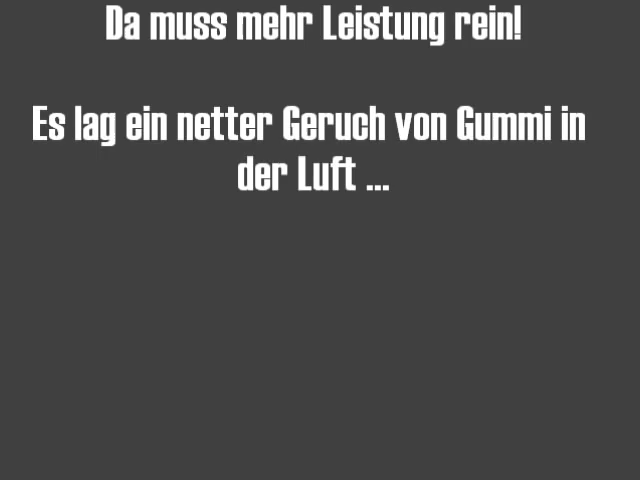 Da muss mehr Leistung rein!
Es lag ein netter Geruch von Gummi in
der Luft ...